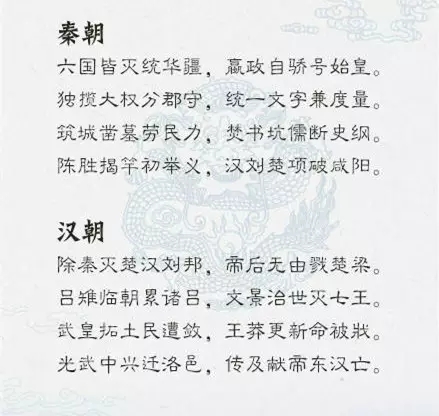 秦朝
六国皆灭统华疆，嬴政自骄号始皇。
独揽大权分郡守，统一文字兼度量。
筑城凿墓劳民力，焚书坑儒断史纲。
陈胜揭竿初举义，汉刘楚项破咸阳。
汉朝
除秦灭楚汉刘邦，帝后无由戮楚梁。
吕雉临朝累诸吕，文景治世灭七王。
武皇拓土民遭敛，王莽更新命被戕。
光武中兴迁洛邑，传及献帝东汉亡。